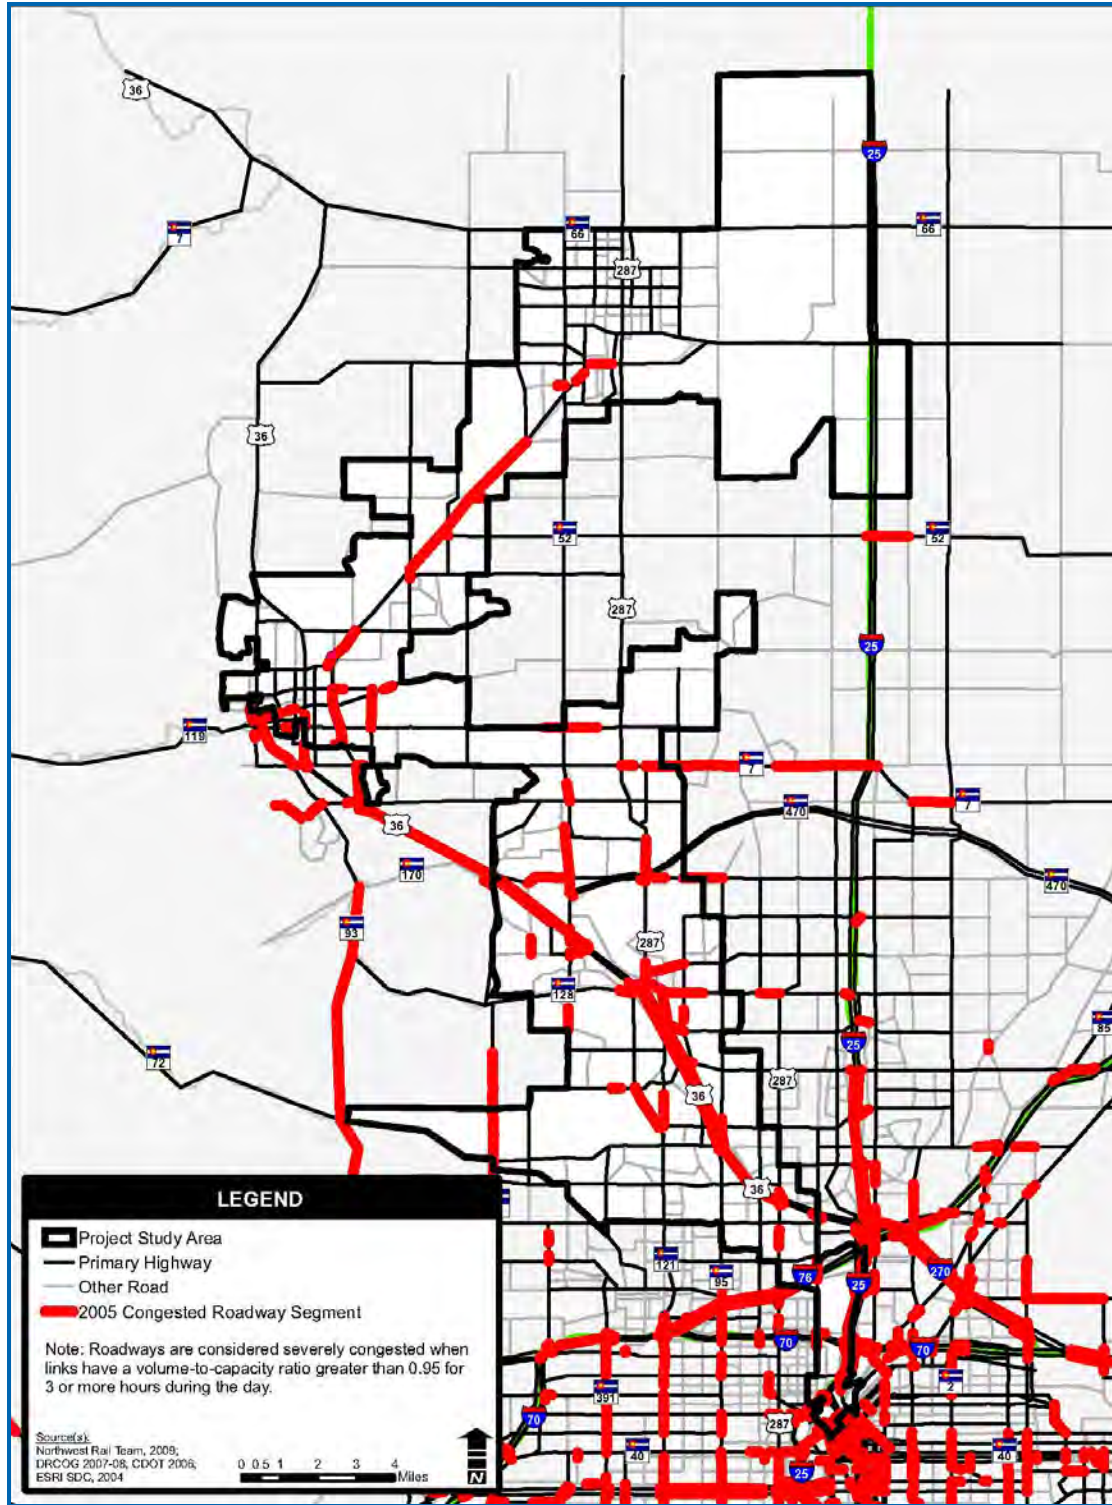 36
25
7
66
66
287
36
52
52
287
25
119
7
7
470
36
170
470
93
287
128
85
25
72
287
36
36
121
95
76
25
270
70
70
2
391
70
287
40
40
25
LEGEND
Project Study Area
Primary Highway
Other Road
2005 Congested Roadway Segment
Note: Roadways are considered severely congested when
links have a volume-to-capacity ratio greater than 0.95 for
3 or more hours during the day.
Source(s):
Northwest Rail Team, 2009;
DRCOG 2007-08, CDOT 2006,
ESRI SDC, 2004
0 0.5 1 2 3 4
Miles
N